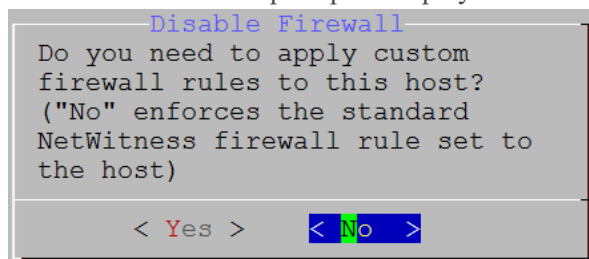 Disable Firewall
Do you need to apply custom
firewall rules to this host?
("No" enforces the standard
NetWitness firewall rule set to
the host)
< Yes > < No >